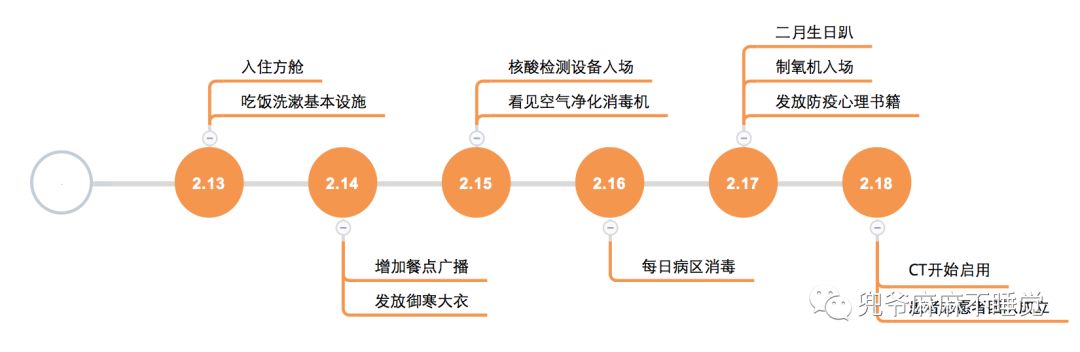 2.13
入住方舱
吃饭洗漱基本设施
2.14
增加餐点广播
发放御寒大衣
2.15
核酸检测设备入场
看见空气净化消毒机
2.16
每日病区消毒
2.17
二月生日趴
制氧机入场
发放防疫心理书籍
2.18
CT开始启用
兜爷麻麻不睡觉